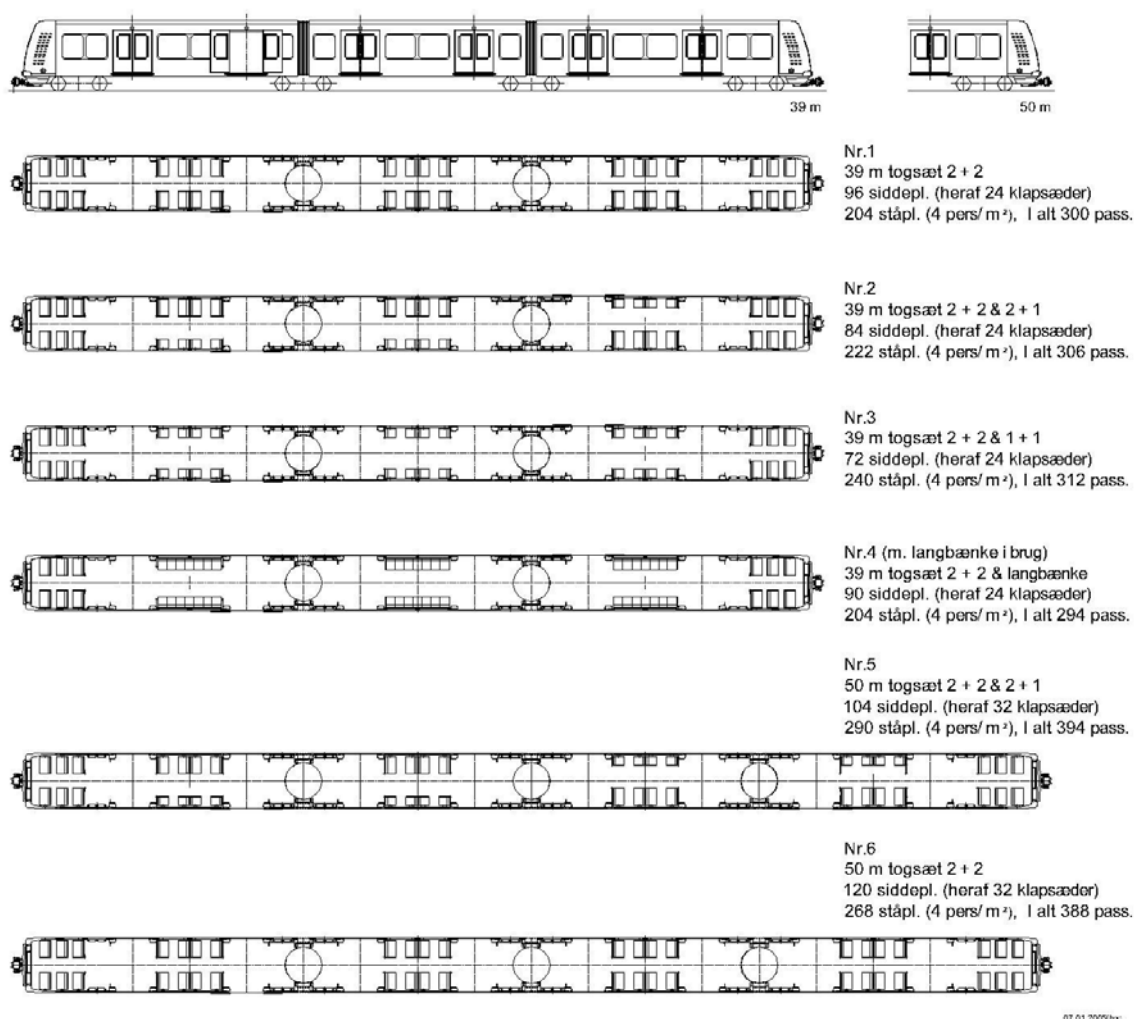 39 m
50 m
Nr.1
39 m togsæt 2 + 2
96 siddepl. (heraf 24 klapsæder)
204 ståpl. (4 pers/ m²), I alt 300 pass.
Nr.2
39 m togsæt 2 + 2 & 2 + 1
84 siddepl. (heraf 24 klapsæder)
222 ståpl. (4 pers/ m²), I alt 306 pass.
Nr.3
39 m togsæt 2 + 2 & 1 + 1
72 siddepl. (heraf 24 klapsæder)
240 ståpl. (4 pers/ m²), I alt 312 pass.
Nr.4 (m. langbænke i brug)
39 m togsæt 2 + 2 & langbænke
90 siddepl. (heraf 24 klapsæder)
204 ståpl. (4 pers/ m²), I alt 294 pass.
Nr.5
50 m togsæt 2 + 2 & 2 + 1
104 siddepl. (heraf 32 klapsæder)
290 ståpl. (4 pers/ m²), I alt 394 pass.
Nr.6
50 m togsæt 2 + 2
120 siddepl. (heraf 32 klapsæder)
268 ståpl. (4 pers/ m²), I alt 388 pass.